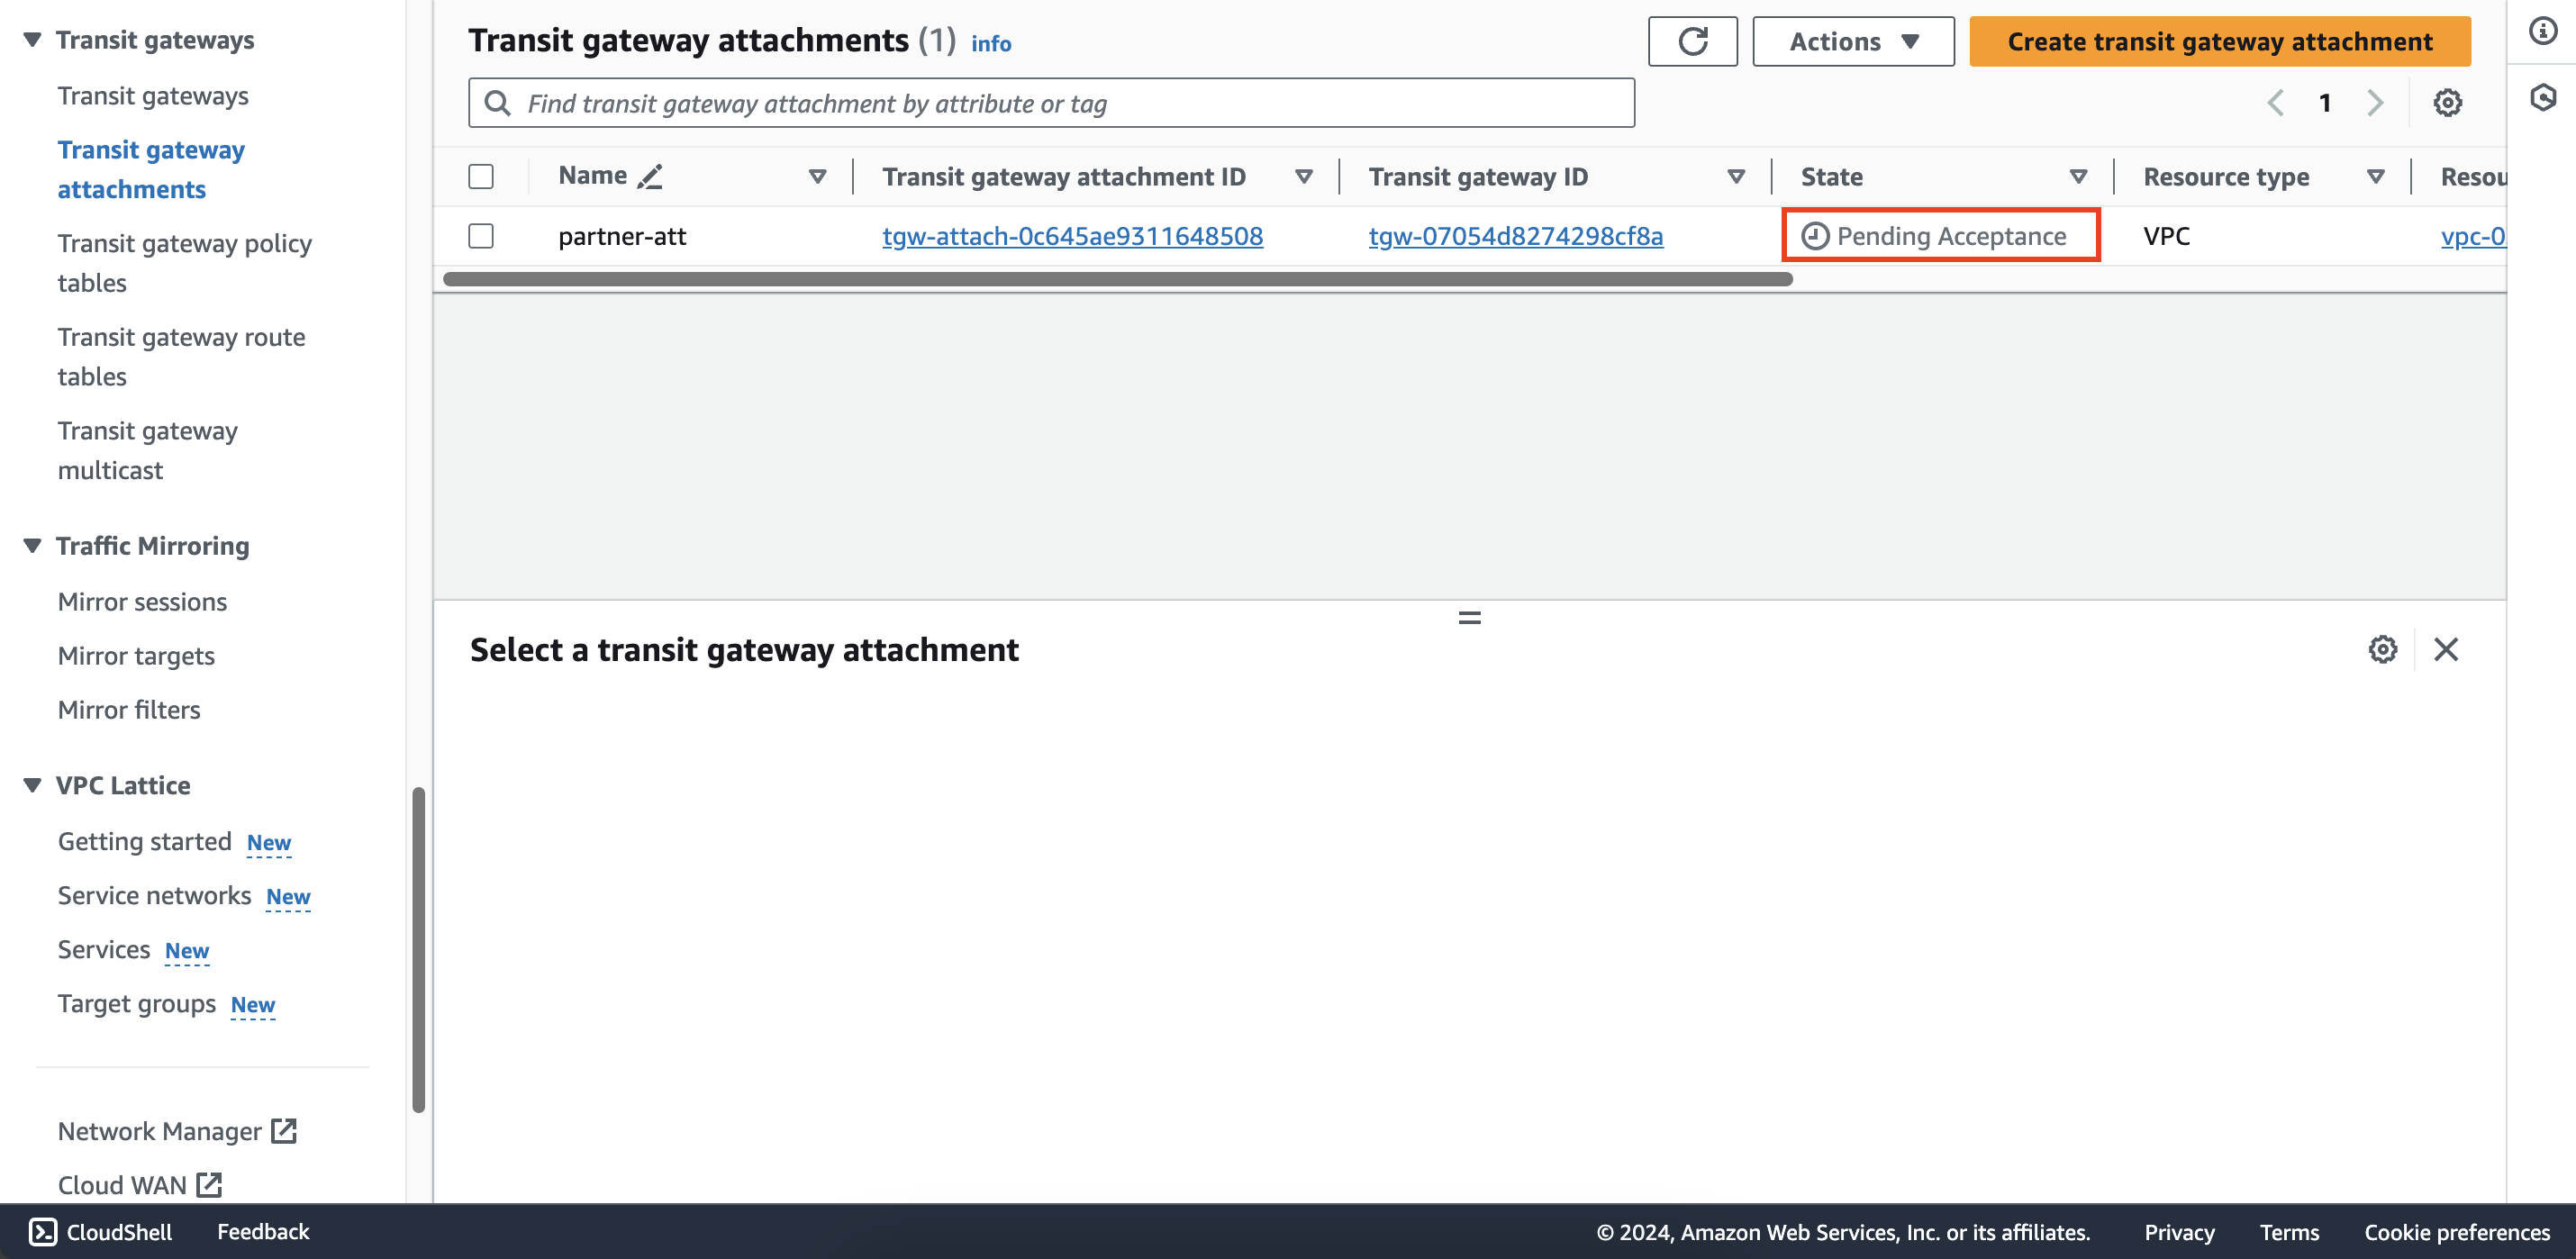 Transit gateways
Transit gateways
Transit gateway
attachments
Transit gateway policy
tables
Transit gateway route
tables
Transit gateway
multicast
Traffic Mirroring
Mirror sessions
Mirror targets
Mirror filters
VPC Lattice
Getting started New
Service networks New
Services New
Target groups New
Network Manager
Cloud WAN
Transit gateway attachments (1) info
Actions
Create transit gateway attachment
Find transit gateway attachment by attribute or tag
1
Name Transit gateway attachment ID Transit gateway ID State Resource type Resou
partner-att tgw-attach-0c645ae9311648508 tgw-07054d8274298cf8a Pending Acceptance VPC vpc-0
Select a transit gateway attachment
CloudShell Feedback © 2024, Amazon Web Services, Inc. or its affiliates. Privacy Terms Cookie preferences